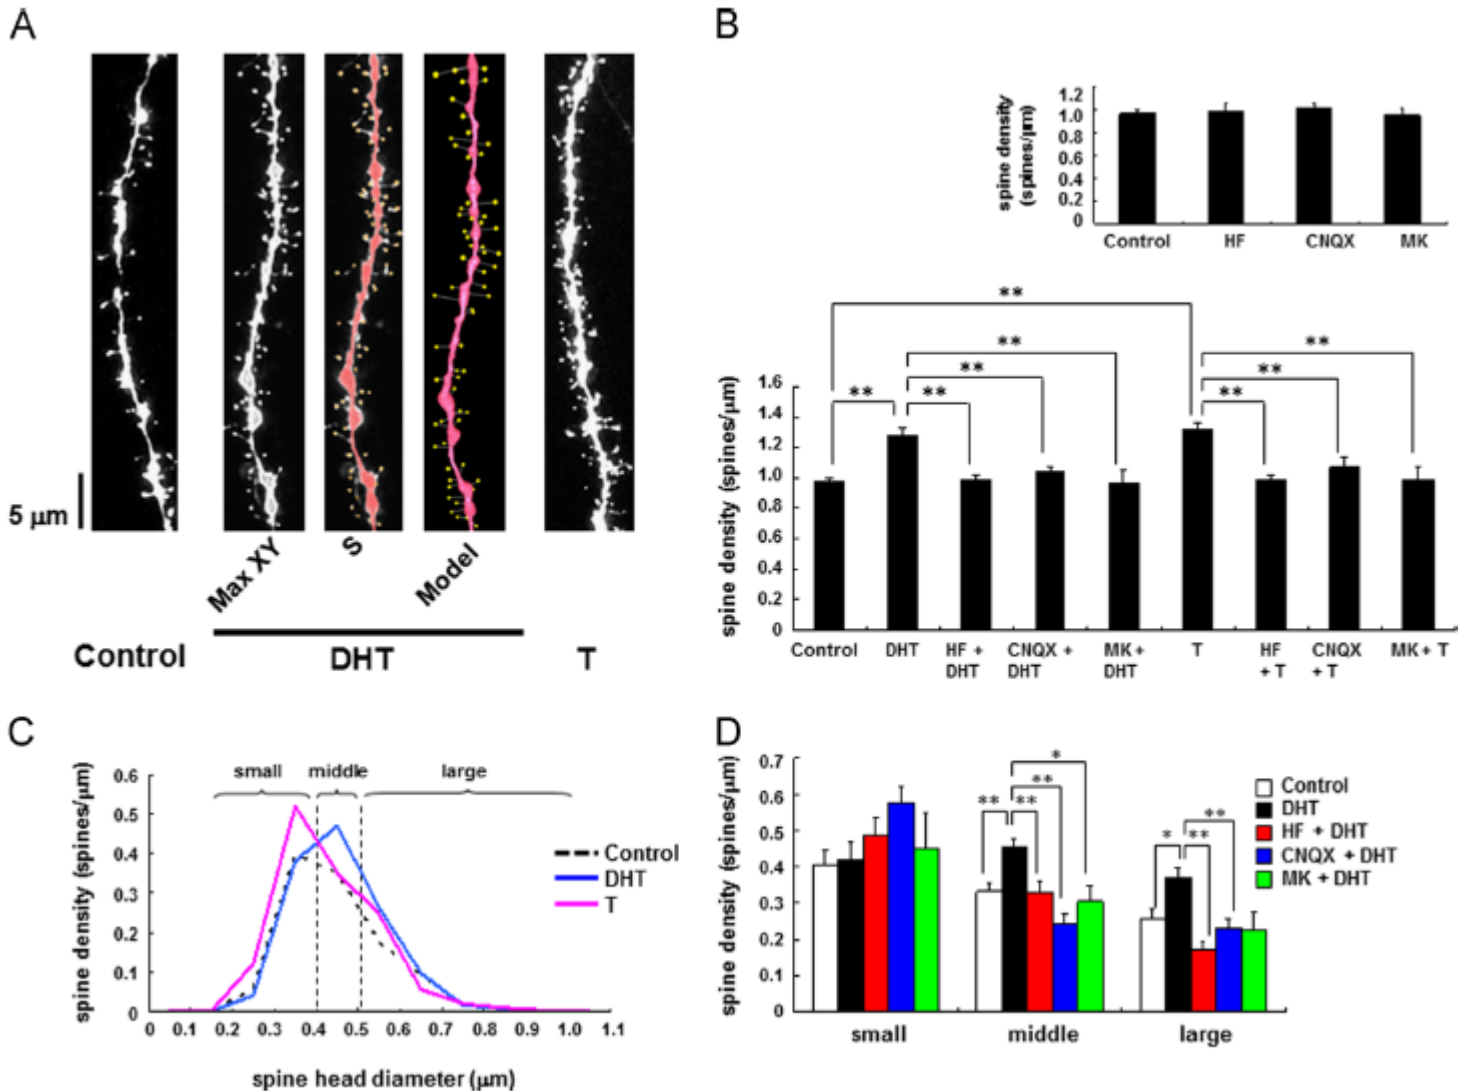 A
5 µm
Max XY
S
Model
Control
DHT
T
B
spine density
(spines/µm)
1.2
1.0
0.8
0.6
0.4
0.2
0
Control HF CNQX MK
**
**
**
**
**
**
**
**
spine density (spines/µm)
1.6
1.4
1.2
1.0
0.8
0.6
0.4
0.2
0
Control DHT HF + CNQX + MK + T HF CNQX MK + T
DHT DHT DHT + T + T
C
spine density (spines/µm)
0.6
0.5
0.4
0.3
0.2
0.1
0
small middle large
Control
DHT
T
0 0.1 0.2 0.3 0.4 0.5 0.6 0.7 0.8 0.9 1.0 1.1
spine head diameter (µm)
D
spine density (spines/µm)
0.7
0.6
0.5
0.4
0.3
0.2
0.1
0
*
**
** **
**
* **
Control
DHT
HF + DHT
CNQX + DHT
MK + DHT
small middle large